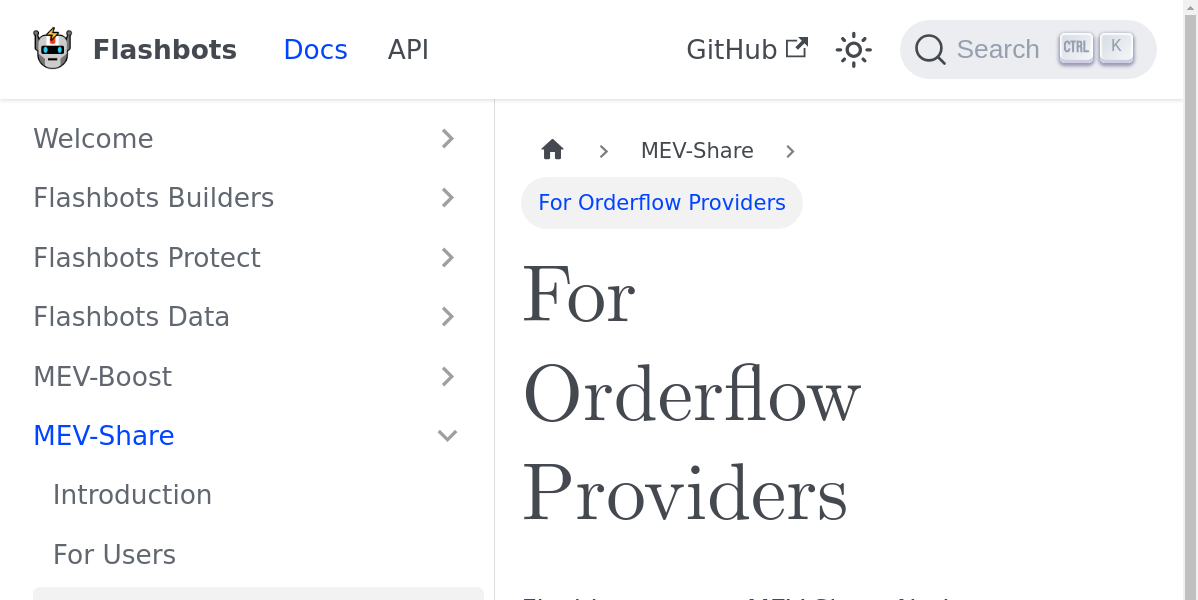 Flashbots
Docs
API
GitHub
Search
CTRL
K
Welcome
Flashbots Builders
Flashbots Protect
Flashbots Data
MEV-Boost
MEV-Share
Introduction
For Users
MEV-Share
For Orderflow Providers
For
Orderflow
Providers